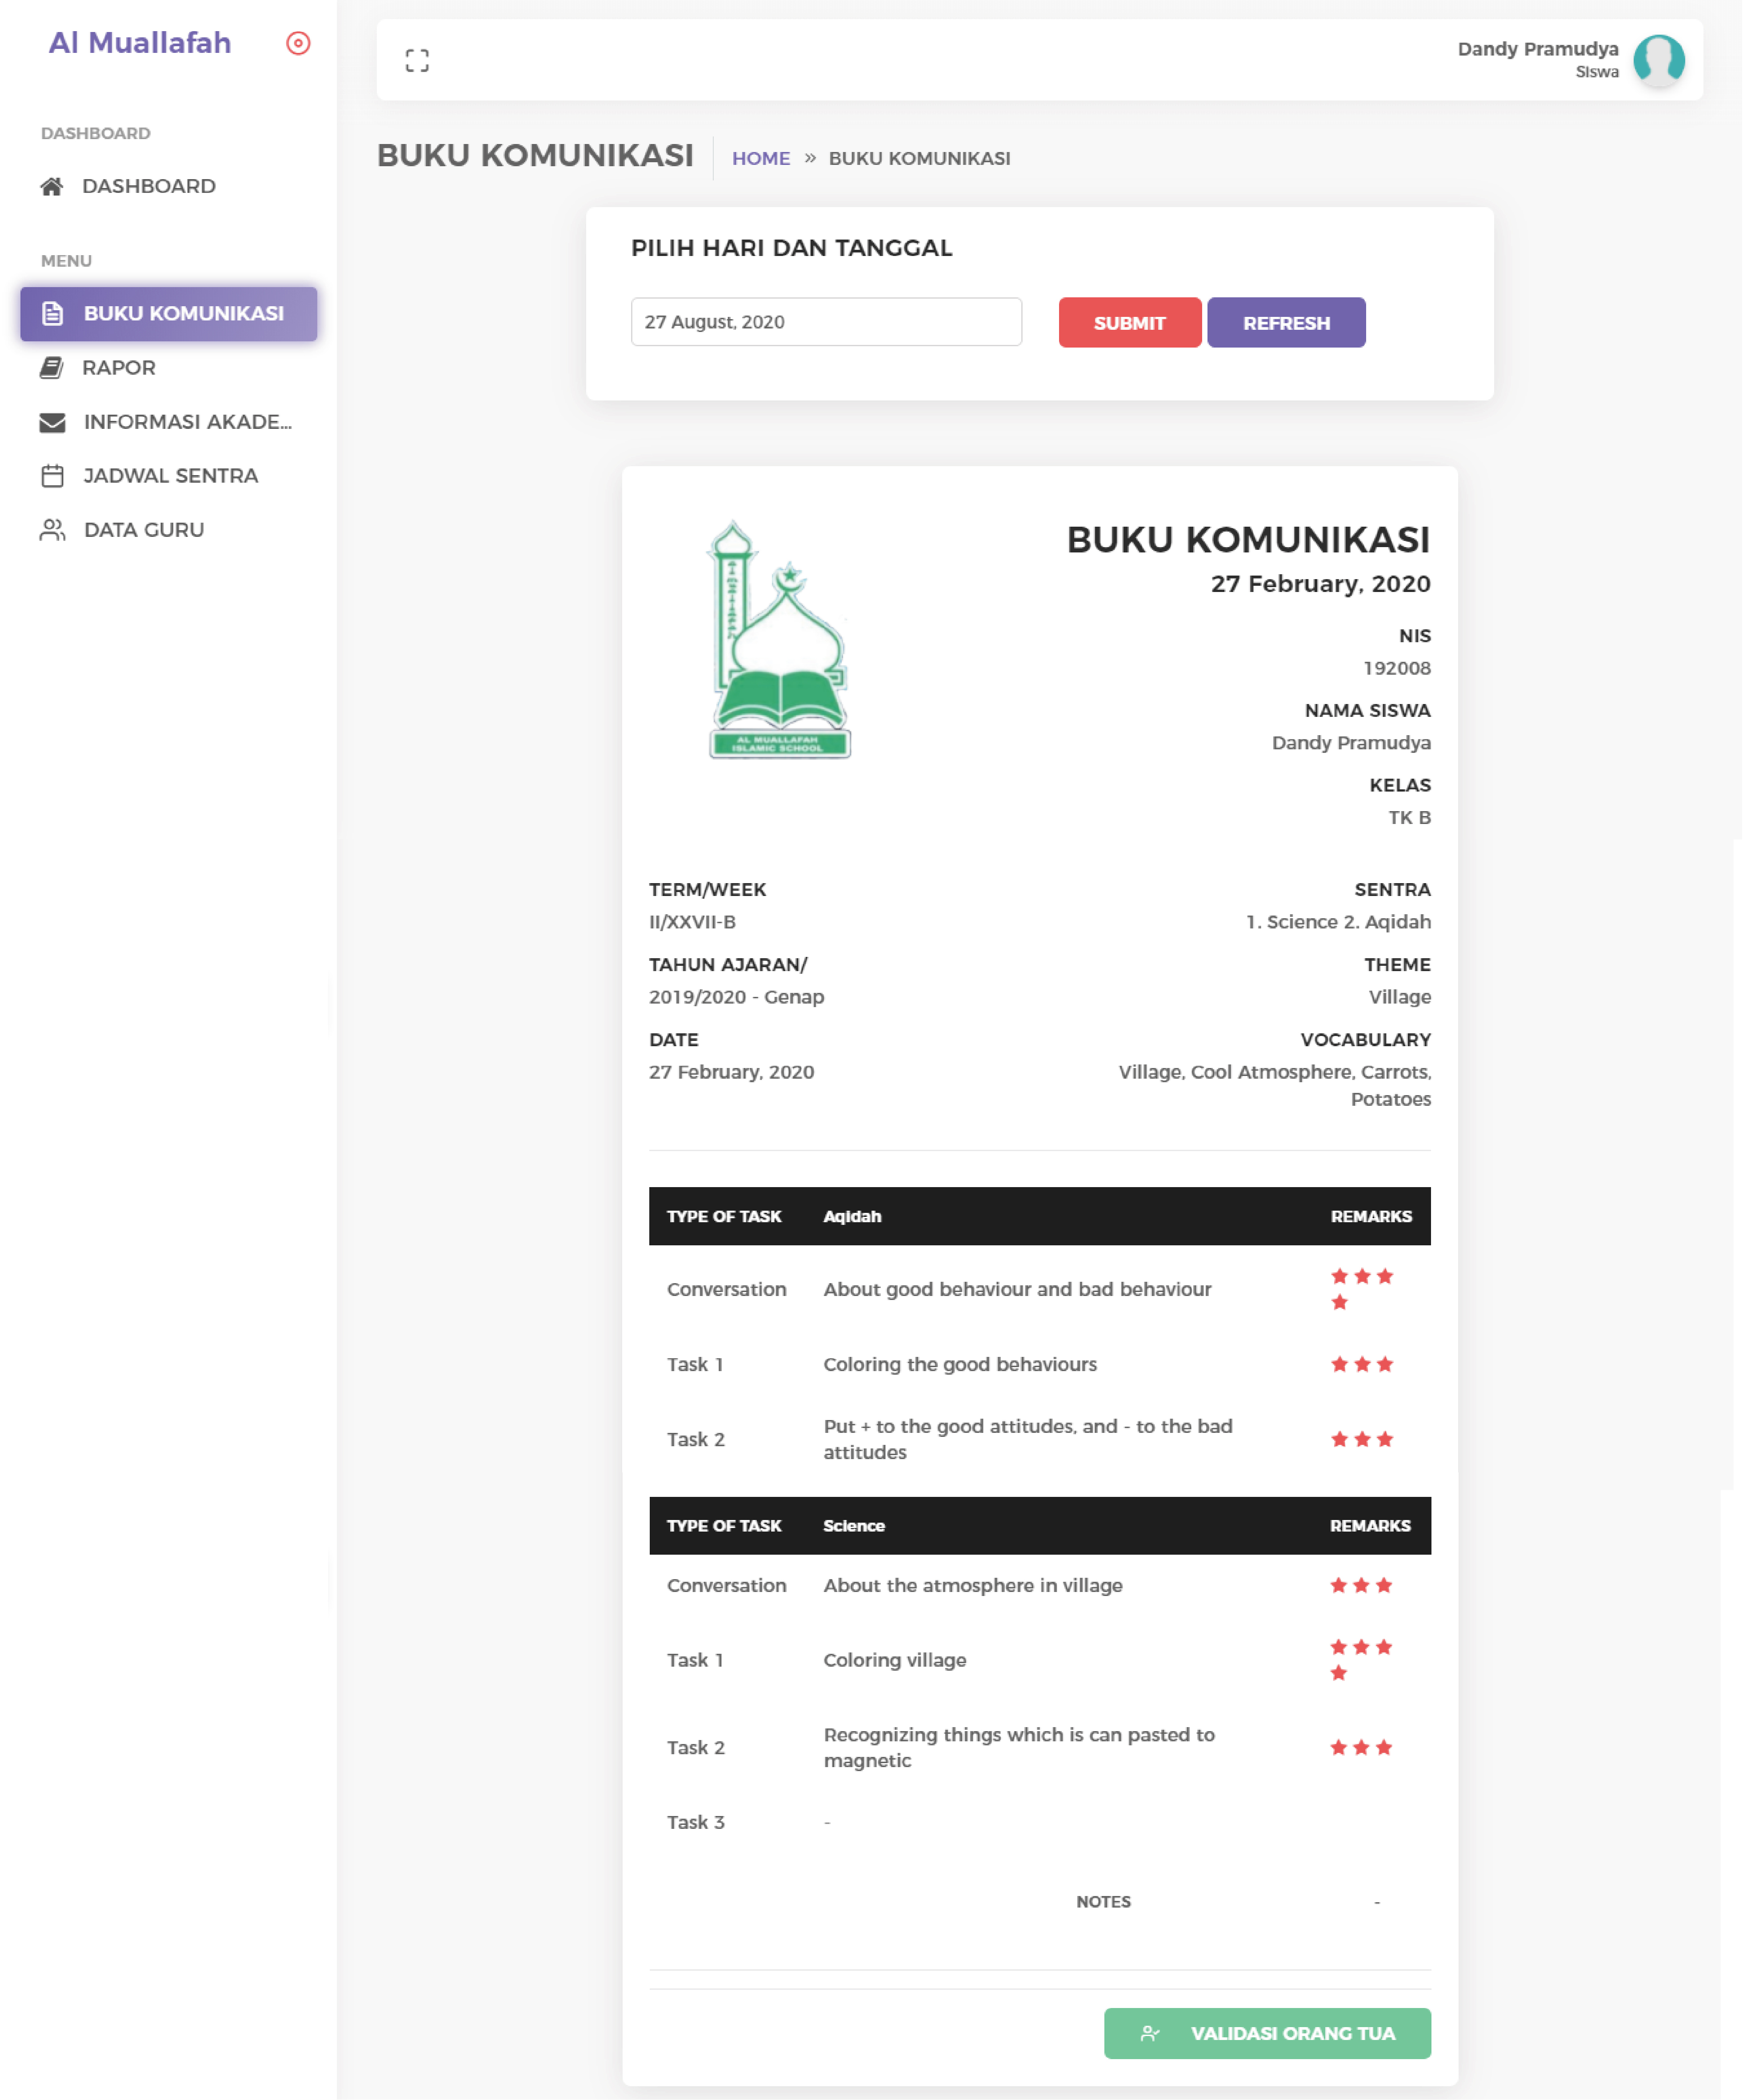 Al Muallafah
DASHBOARD
DASHBOARD
MENU
BUKU KOMUNIKASI
RAPOR
INFORMASI AKADE...
JADWAL SENTRA
DATA GURU
Dandy Pramudya
Siswa
BUKU KOMUNIKASI HOME » BUKU KOMUNIKASI
PILIH HARI DAN TANGGAL
27 August, 2020 SUBMIT REFRESH
AL MUALLAFAH
ISLAMIC SCHOOL
BUKU KOMUNIKASI
27 February, 2020
NIS
192008
NAMA SISWA
Dandy Pramudya
KELAS
TK B
TERM/WEEK
II/XXVII-B
TAHUN AJARAN/
2019/2020 - Genap
DATE
27 February, 2020
SENTRA
1. Science 2. Aqidah
THEME
Village
VOCABULARY
Village, Cool Atmosphere, Carrots,
Potatoes
TYPE OF TASK Aqidah REMARKS
Conversation About good behaviour and bad behaviour
Task 1 Coloring the good behaviours
Task 2 Put + to the good attitudes, and - to the bad
attitudes
TYPE OF TASK Science REMARKS
Conversation About the atmosphere in village
Task 1 Coloring village
Task 2 Recognizing things which is can pasted to
magnetic
Task 3 -
NOTES -
VALIDASI ORANG TUA